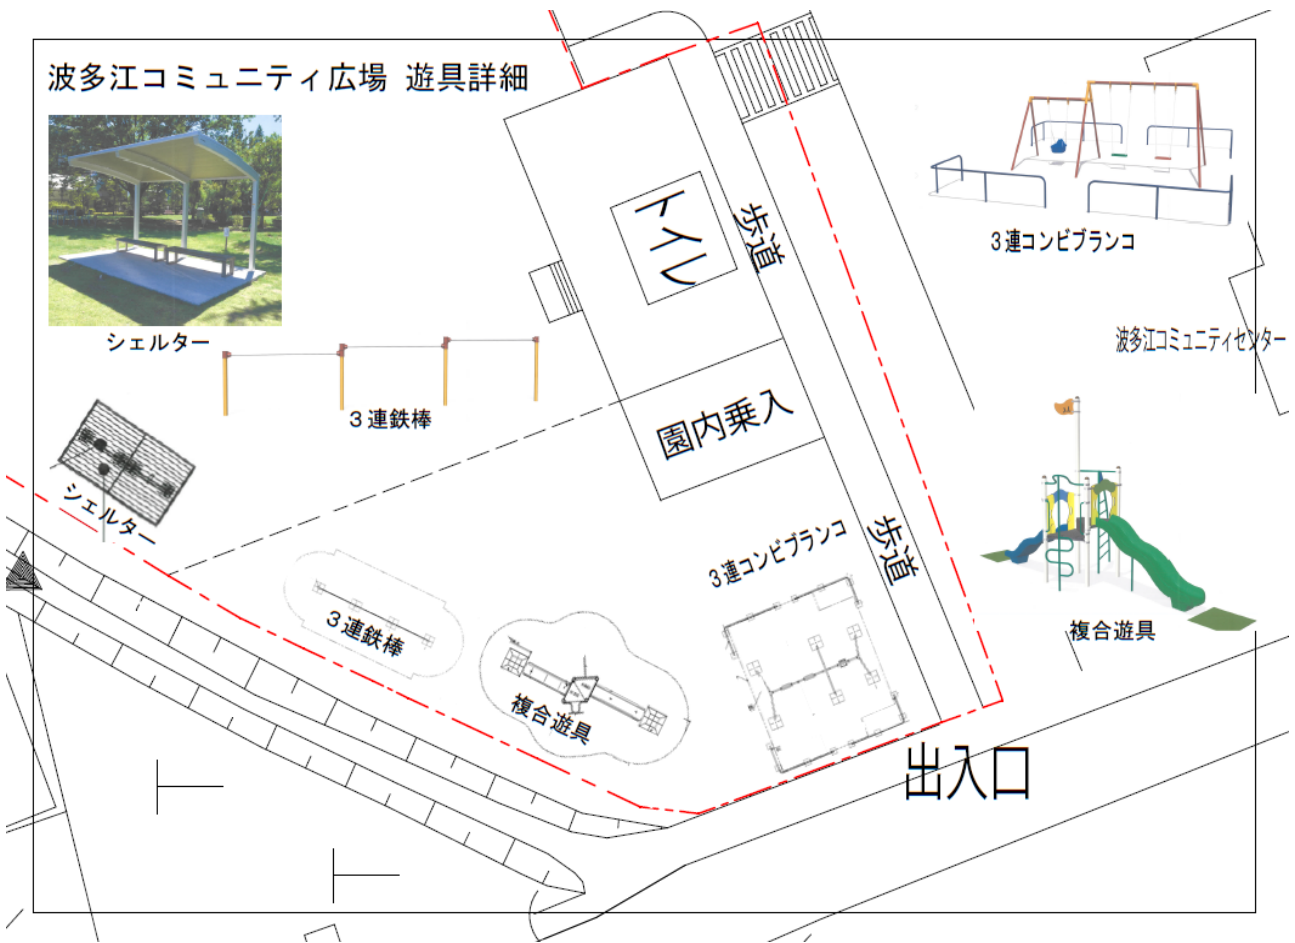 波多江コミュニティ広場 遊具詳細
シェルター
3連鉄棒
シェルター
トイレ
歩道
3連コンビブランコ
波多江コミュニティセンター
園内乗入
3連コンビブランコ
歩道
3連鉄棒
複合遊具
複合遊具
出入口